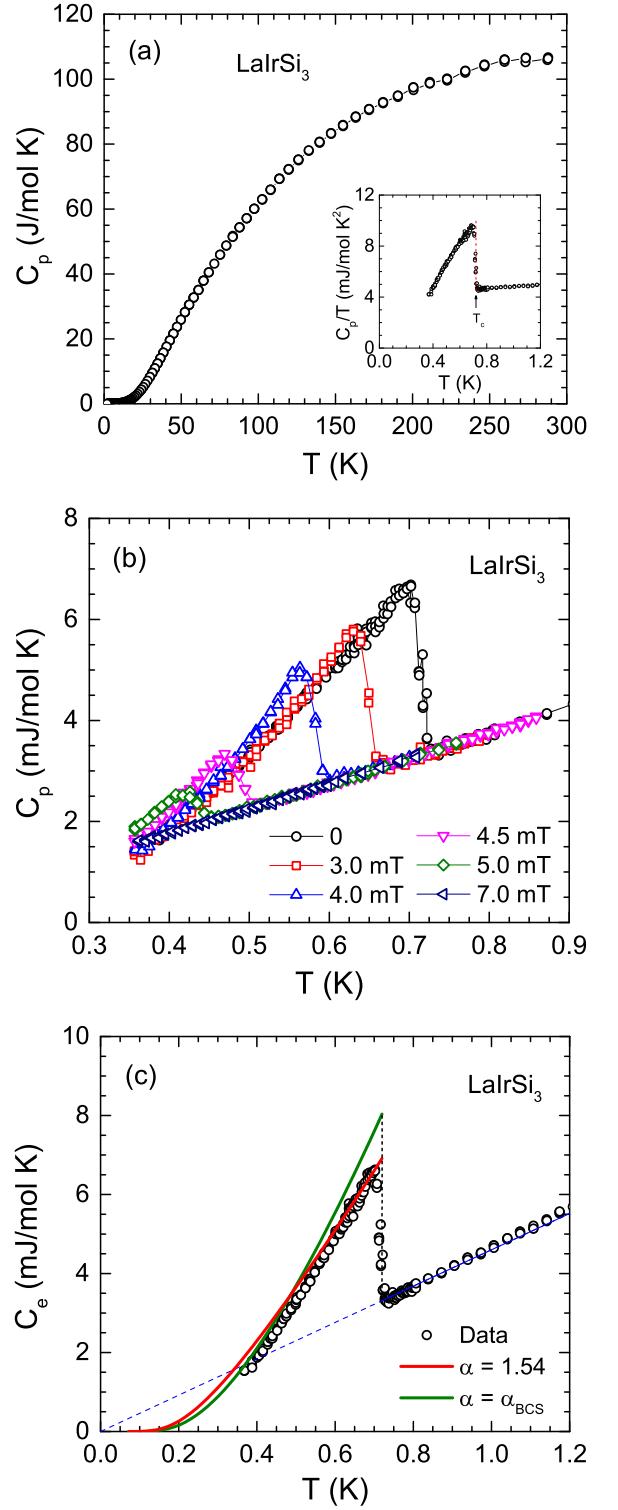 (a)
LaIrSi3
120
100
80
60
40
20
0
Cp (J/mol K)
0 50 100 150 200 250 300
T (K)
12
8
4
0
Cp/T (mJ/mol K2)
Tc
0.0 0.4 0.8 1.2
T (K)
(b)
LaIrSi3
8
6
4
2
0
Cp (mJ/mol K)
0 4.5 mT
3.0 mT 5.0 mT
4.0 mT 7.0 mT
0.3 0.4 0.5 0.6 0.7 0.8 0.9
T (K)
(c)
LaIrSi3
10
8
6
4
2
0
Ce (mJ/mol K)
Data
α = 1.54
α = αBCS
0.0 0.2 0.4 0.6 0.8 1.0 1.2
T (K)